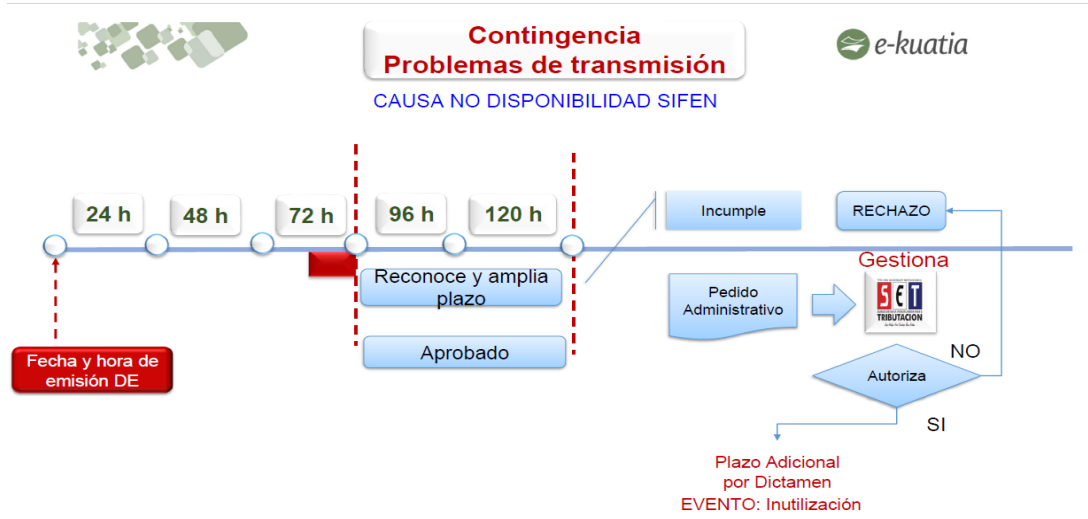 Contingencia
Problemas de transmisión
e-kuatia
CAUSA NO DISPONIBILIDAD SIFEN
24 h
48 h
72 h
96 h
120 h
Incumple
RECHAZO
Reconoce y amplia
plazo
Gestiona
Pedido
Administrativo
SET
TRIBUTACION
Aprobado
Fecha y hora de
emisión DE
Autoriza
NO
SI
Plazo Adicional
por Dictamen
EVENTO: Inutilización